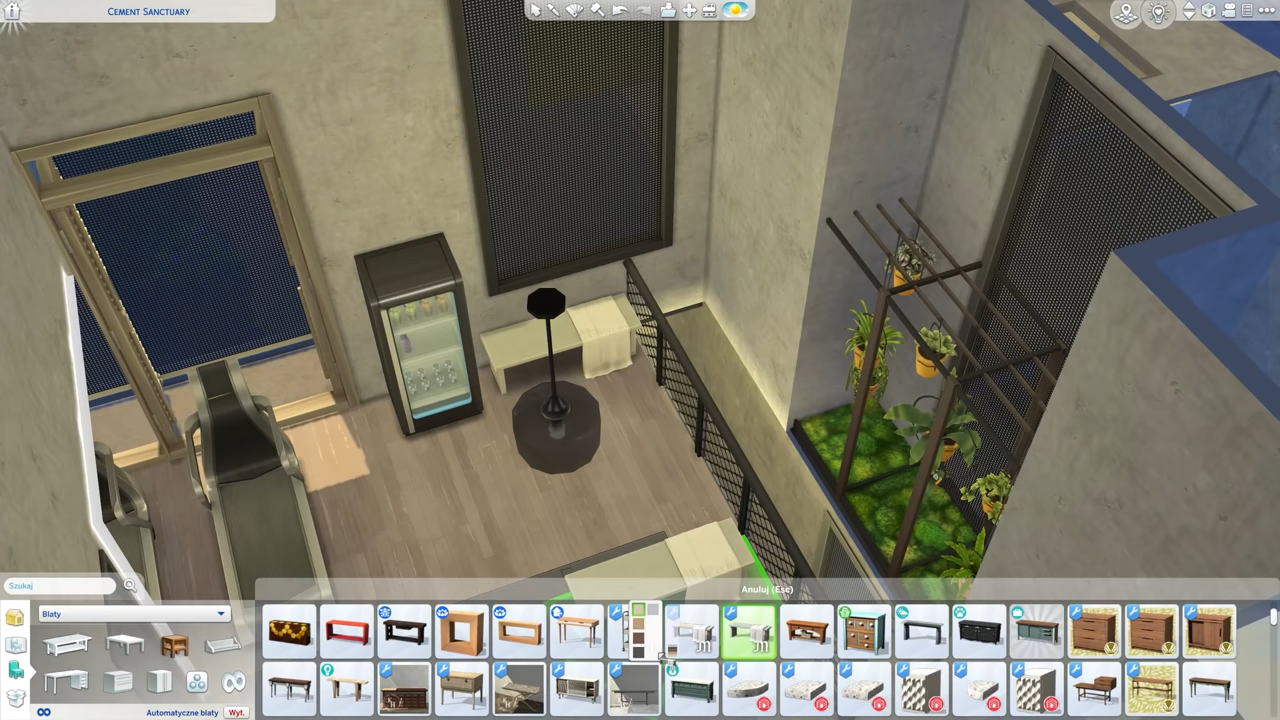 CEMENT SANCTUARY
Szukaj
Anuluj (Esc)
Blaty
Automatyczne blaty
Wył.